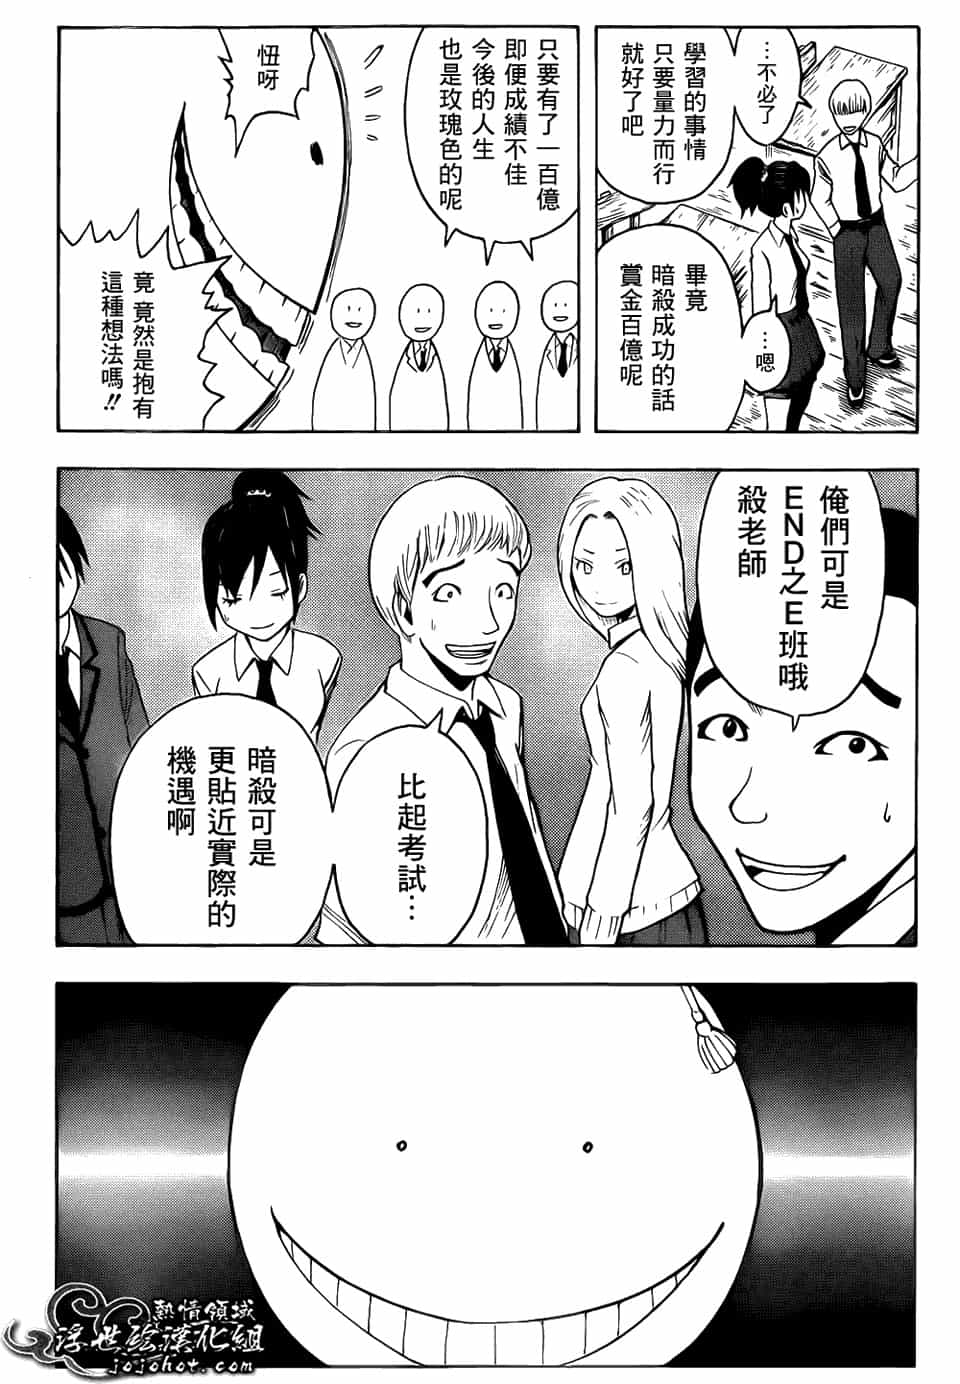 …不必了
學習的事情
只要量力而行
就好了吧
畢竟
暗殺成功的話
賞金百億呢
…嗯
只要有了一百億
即便成績不佳
今後的人生
也是玫瑰色的呢
忸呀
竟 竟然是抱有
這種想法嗎!!
俺們可是
END之E班哦
殺老師
比起考試…
暗殺可是
更貼近實際的
機遇啊
熱情領域
浮世绘漢化組
jojohot.com